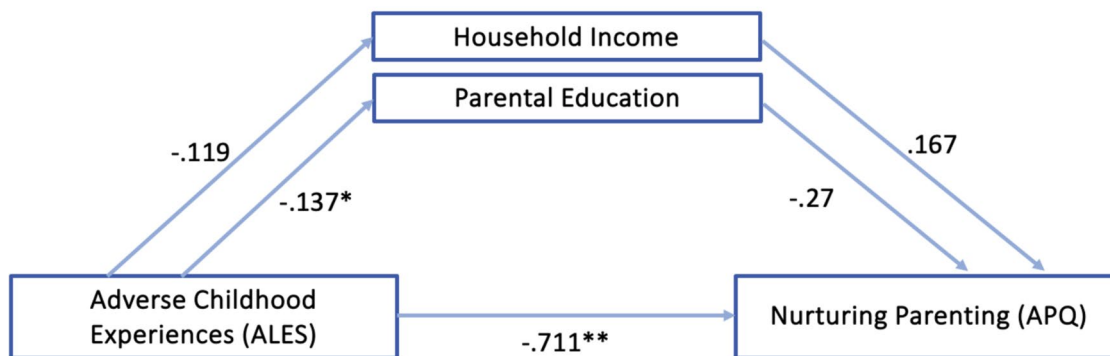 Household Income
Parental Education
-.119
.167
-.137*
-.27
Adverse Childhood
Experiences (ALES)
Nurturing Parenting (APQ)
-.711**